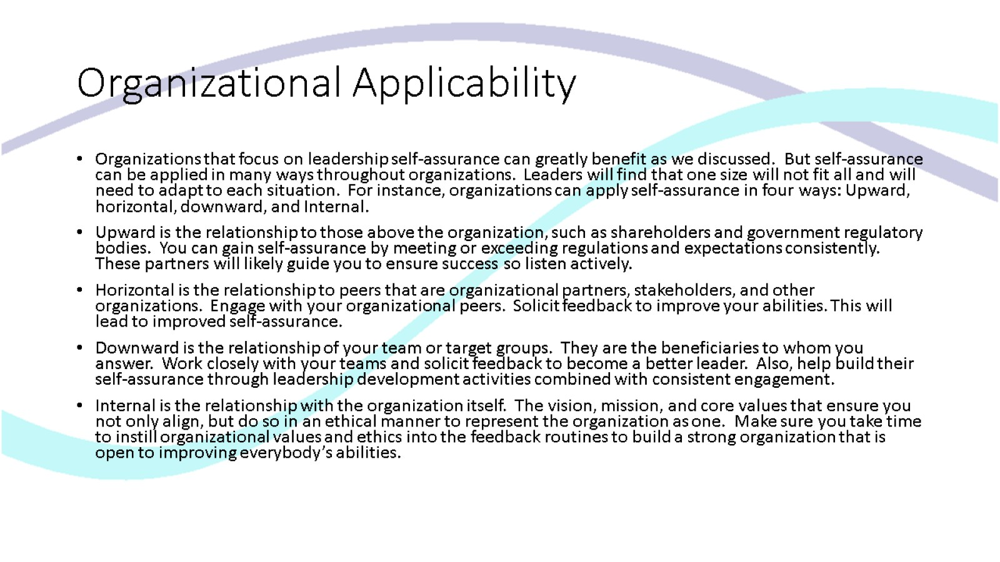 Organizational Applicability
• Organizations that focus on leadership self-assurance can greatly benefit as we discussed.  But self-assurance
can be applied in many ways throughout organizations.  Leaders will find that one size will not fit all and will
need to adapt to each situation.  For instance, organizations can apply self-assurance in four ways: Upward,
horizontal, downward, and Internal.
• Upward is the relationship to those above the organization, such as shareholders and government regulatory
bodies.  You can gain self-assurance by meeting or exceeding regulations and expectations consistently.
These partners will likely guide you to ensure success so listen actively.
• Horizontal is the relationship to peers that are organizational partners, stakeholders, and other
organizations.  Engage with your organizational peers.  Solicit feedback to improve your abilities. This will
lead to improved self-assurance.
• Downward is the relationship of your team or target groups.  They are the beneficiaries to whom you
answer.  Work closely with your teams and solicit feedback to become a better leader.  Also, help build their
self-assurance through leadership development activities combined with consistent engagement.
• Internal is the relationship with the organization itself.  The vision, mission, and core values that ensure you
not only align, but do so in an ethical manner to represent the organization as one.  Make sure you take time
to instill organizational values and ethics into the feedback routines to build a strong organization that is
open to improving everybody’s abilities.